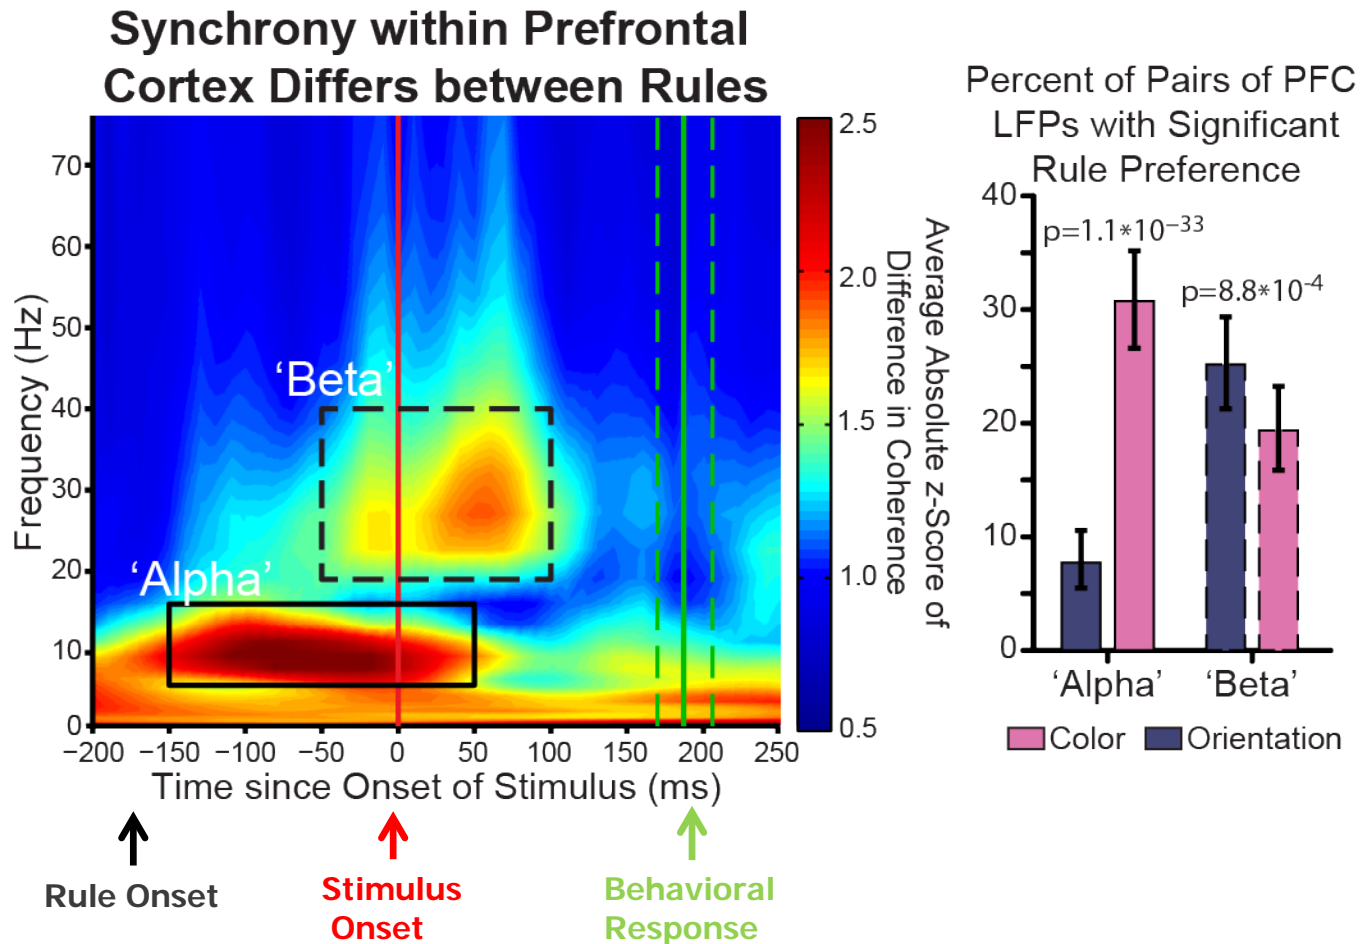 Synchrony within Prefrontal
Cortex Differs between Rules
Frequency (Hz)
70
60
50
40
30
20
10
0
‘Beta’
‘Alpha’
−200 −150 −100 −50 0 50 100 150 200 250
Time since Onset of Stimulus (ms)
2.5
2.0
1.5
1.0
0.5
Average Absolute z-Score of
Difference in Coherence
Rule Onset
Stimulus
Onset
Behavioral
Response
Percent of Pairs of PFC
LFPs with Significant
Rule Preference
40
30
20
10
0
p=1.1*10⁻³³
p=8.8*10⁻⁴
‘Alpha’ ‘Beta’
Color Orientation